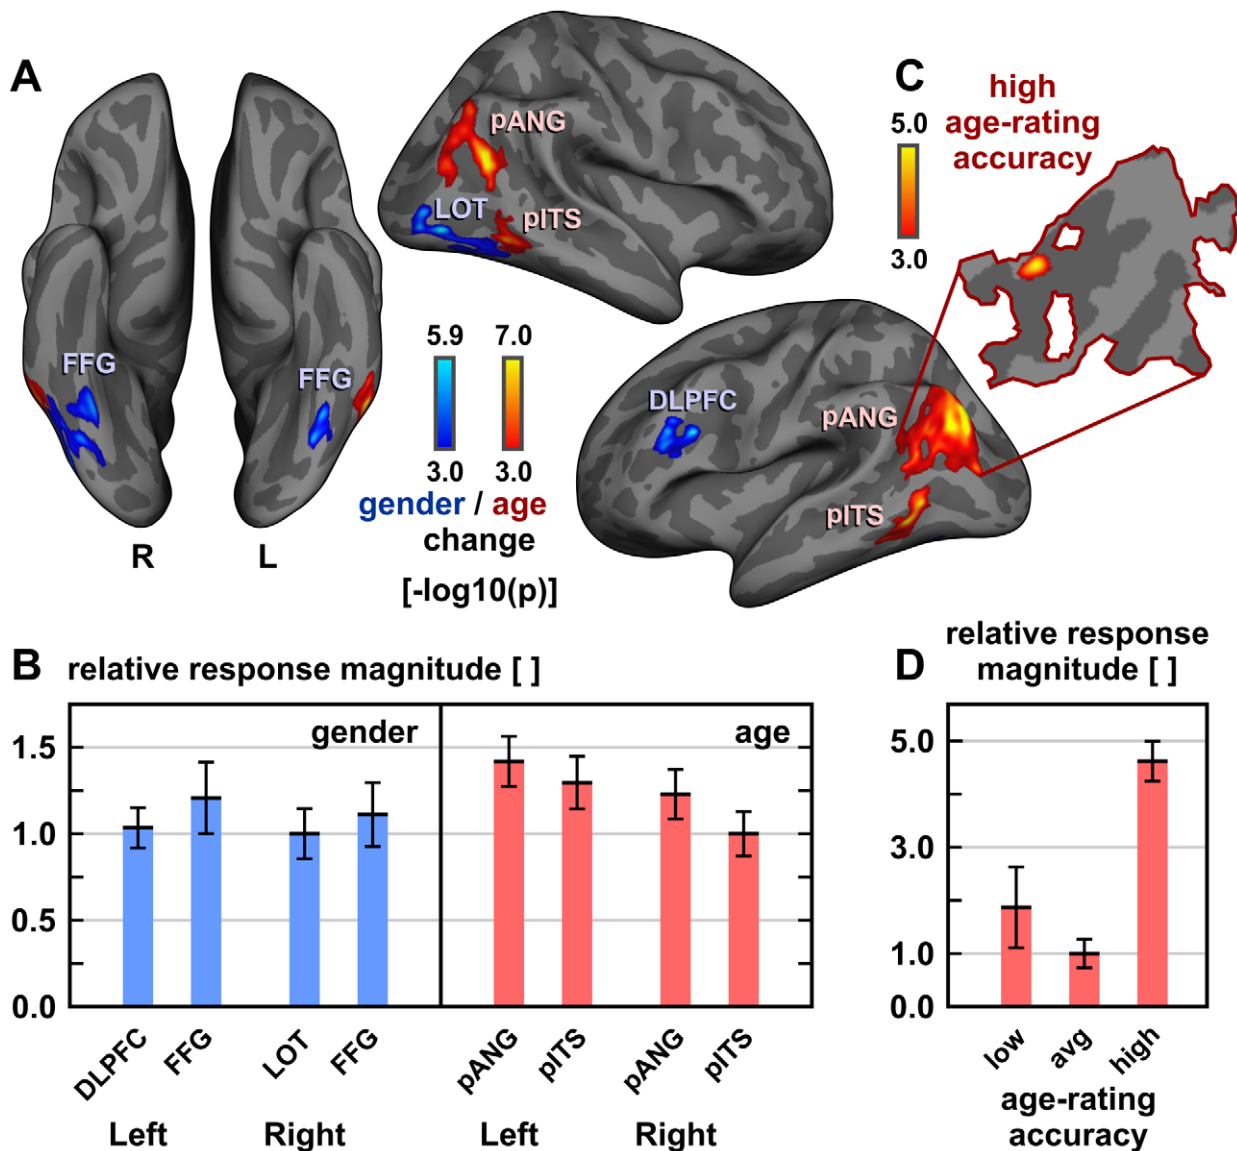 A
pANG
LOT
pITS
FFG
FFG
R
L
5.9
7.0
3.0
3.0
gender / age
change
[-log10(p)]
DLPFC
pANG
pITS
C
high
age-rating
accuracy
5.0
3.0
B
relative response magnitude [ ]
gender
age
1.5
1.0
0.5
0.0
DLPFC
FFG
LOT
FFG
pANG
pITS
pANG
pITS
Left
Right
Left
Right
D
relative response
magnitude [ ]
5.0
3.0
1.0
0.0
low
avg
high
age-rating
accuracy